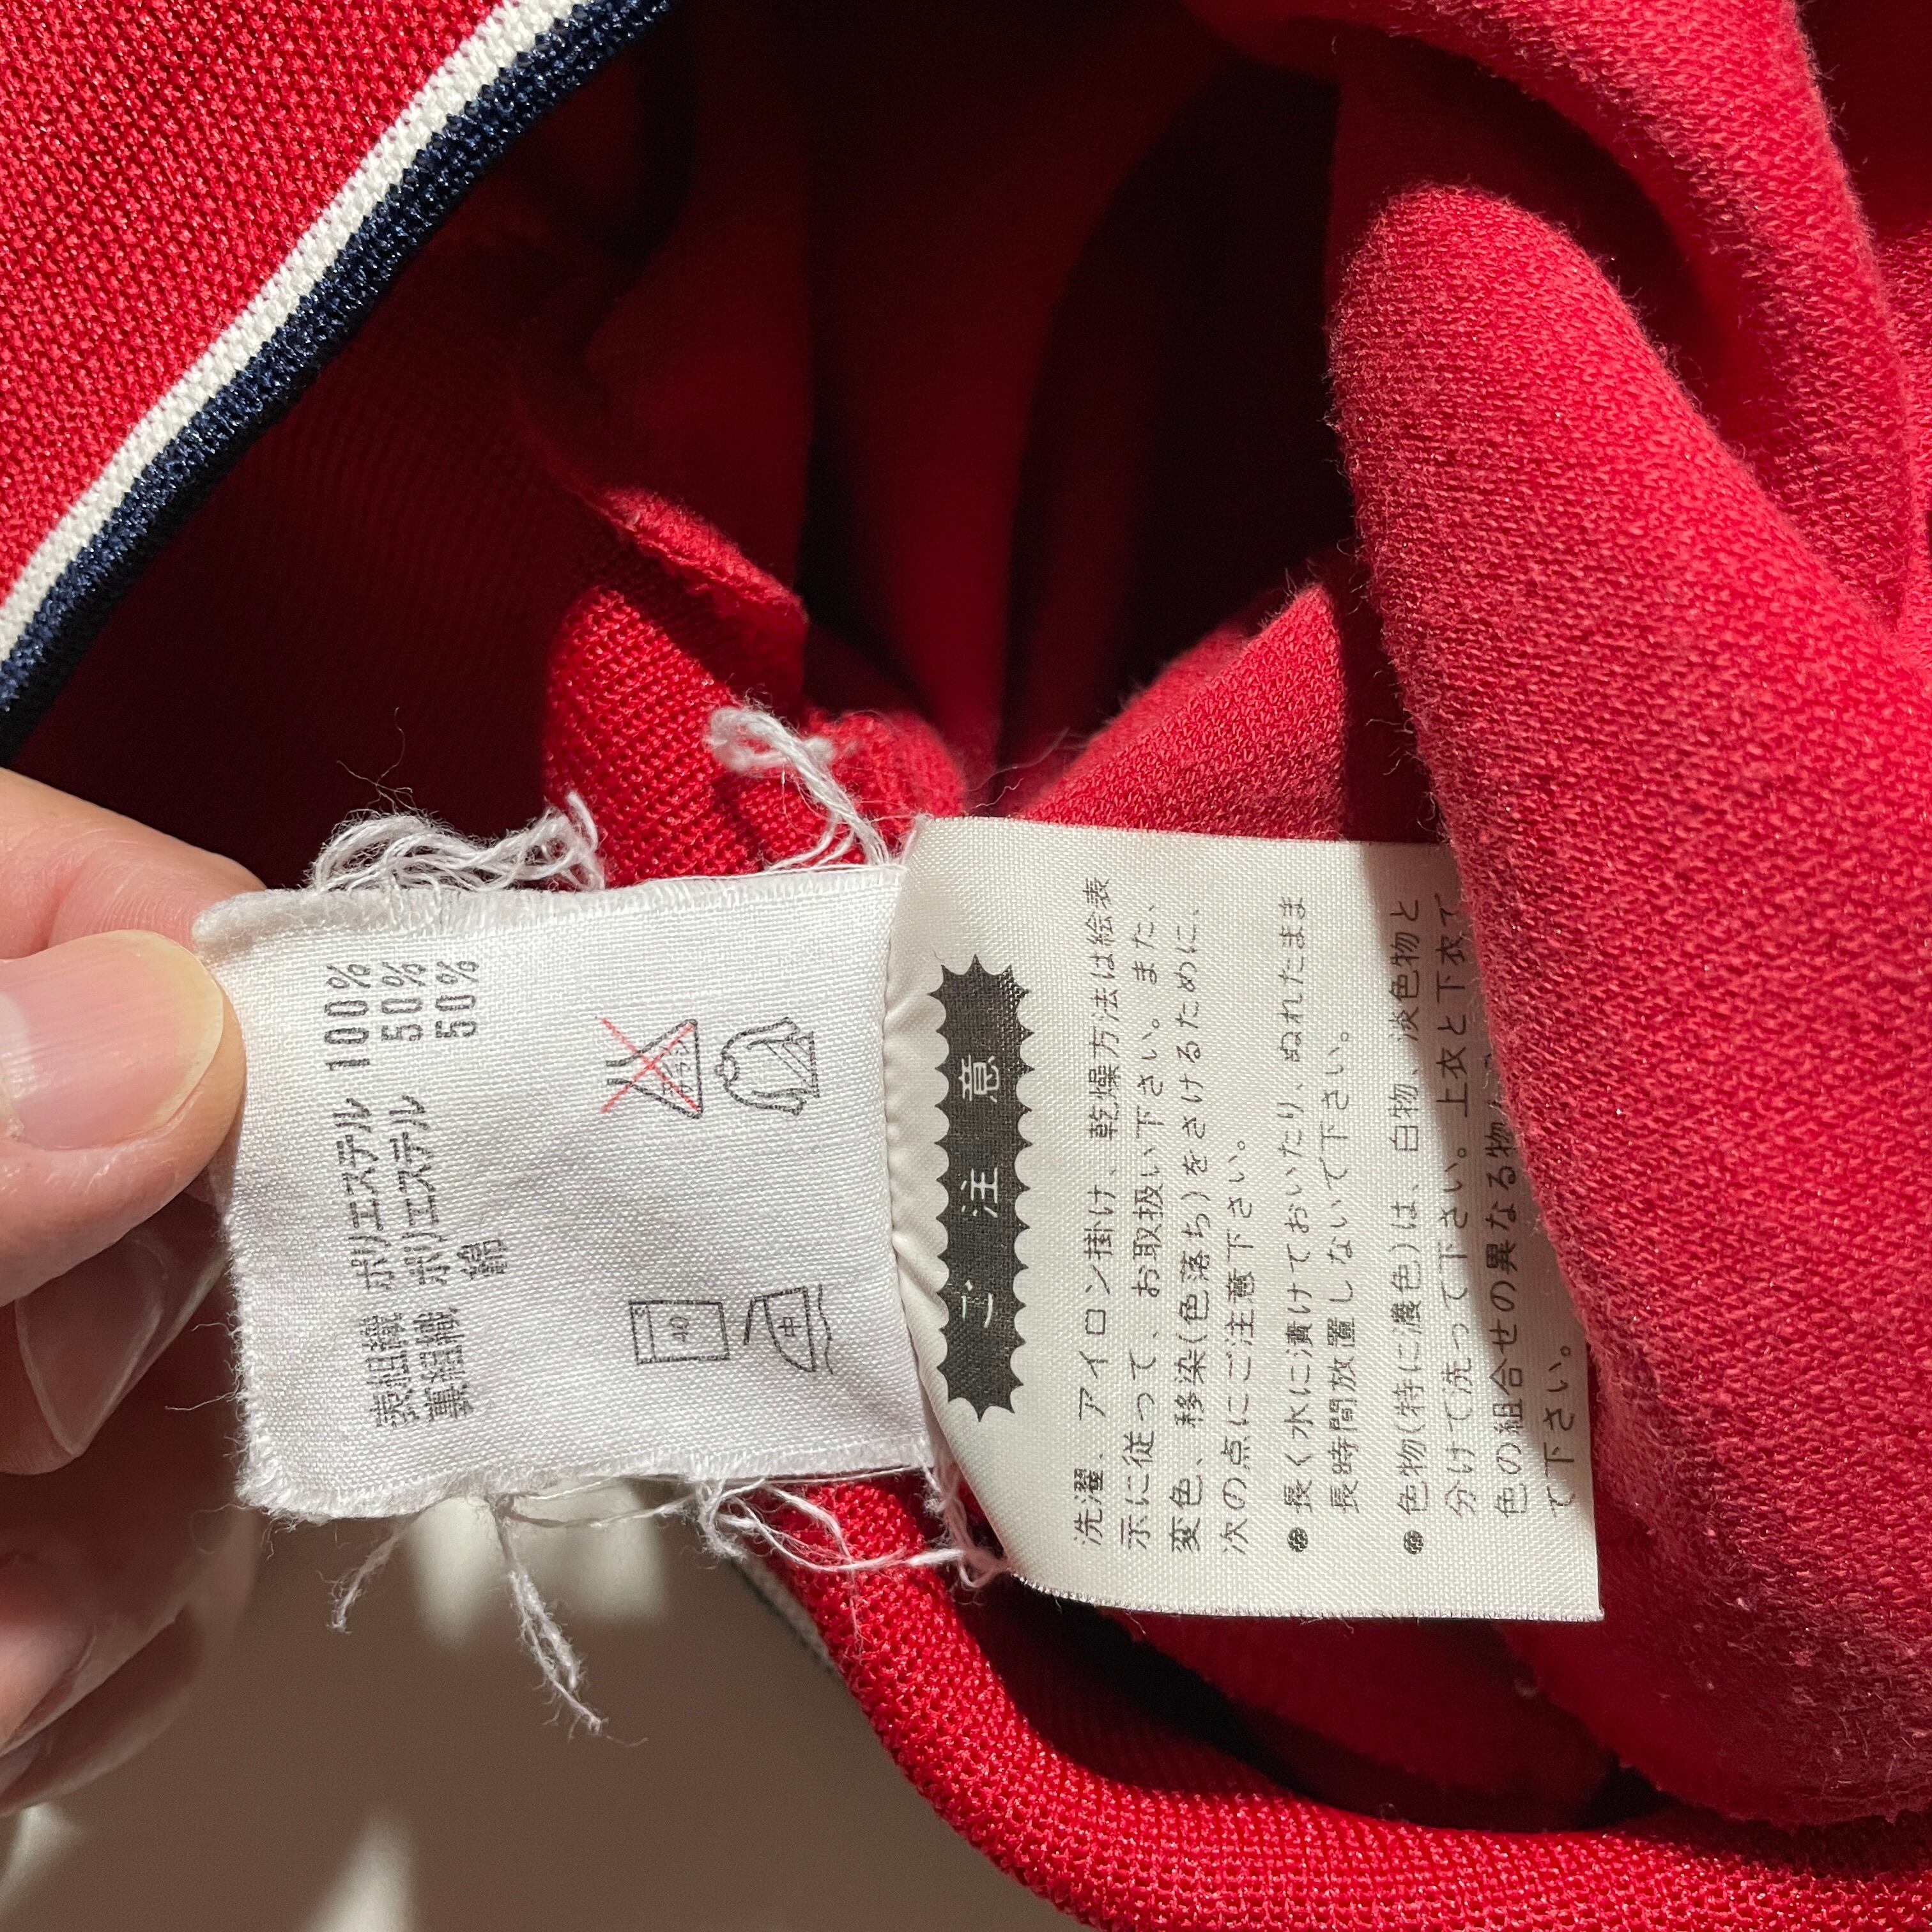 表組織 ポリエステル 100%
裏組織 ポリエステル 50%
綿 50%
40
中
ご注意
洗濯、アイロン掛け、乾燥方法は絵表
示に従って、お取扱い下さい。また、
変色、移染(色落ち)をさけるために、
次の点にご注意下さい。
●長く水に漬けておいたり、ぬれたまま
長時間放置しないで下さい。
●色物(特に濃色)は、白物、淡色物と
分けて洗って下さい。上衣と下衣で
色の組合せの異なる物
て下さい。